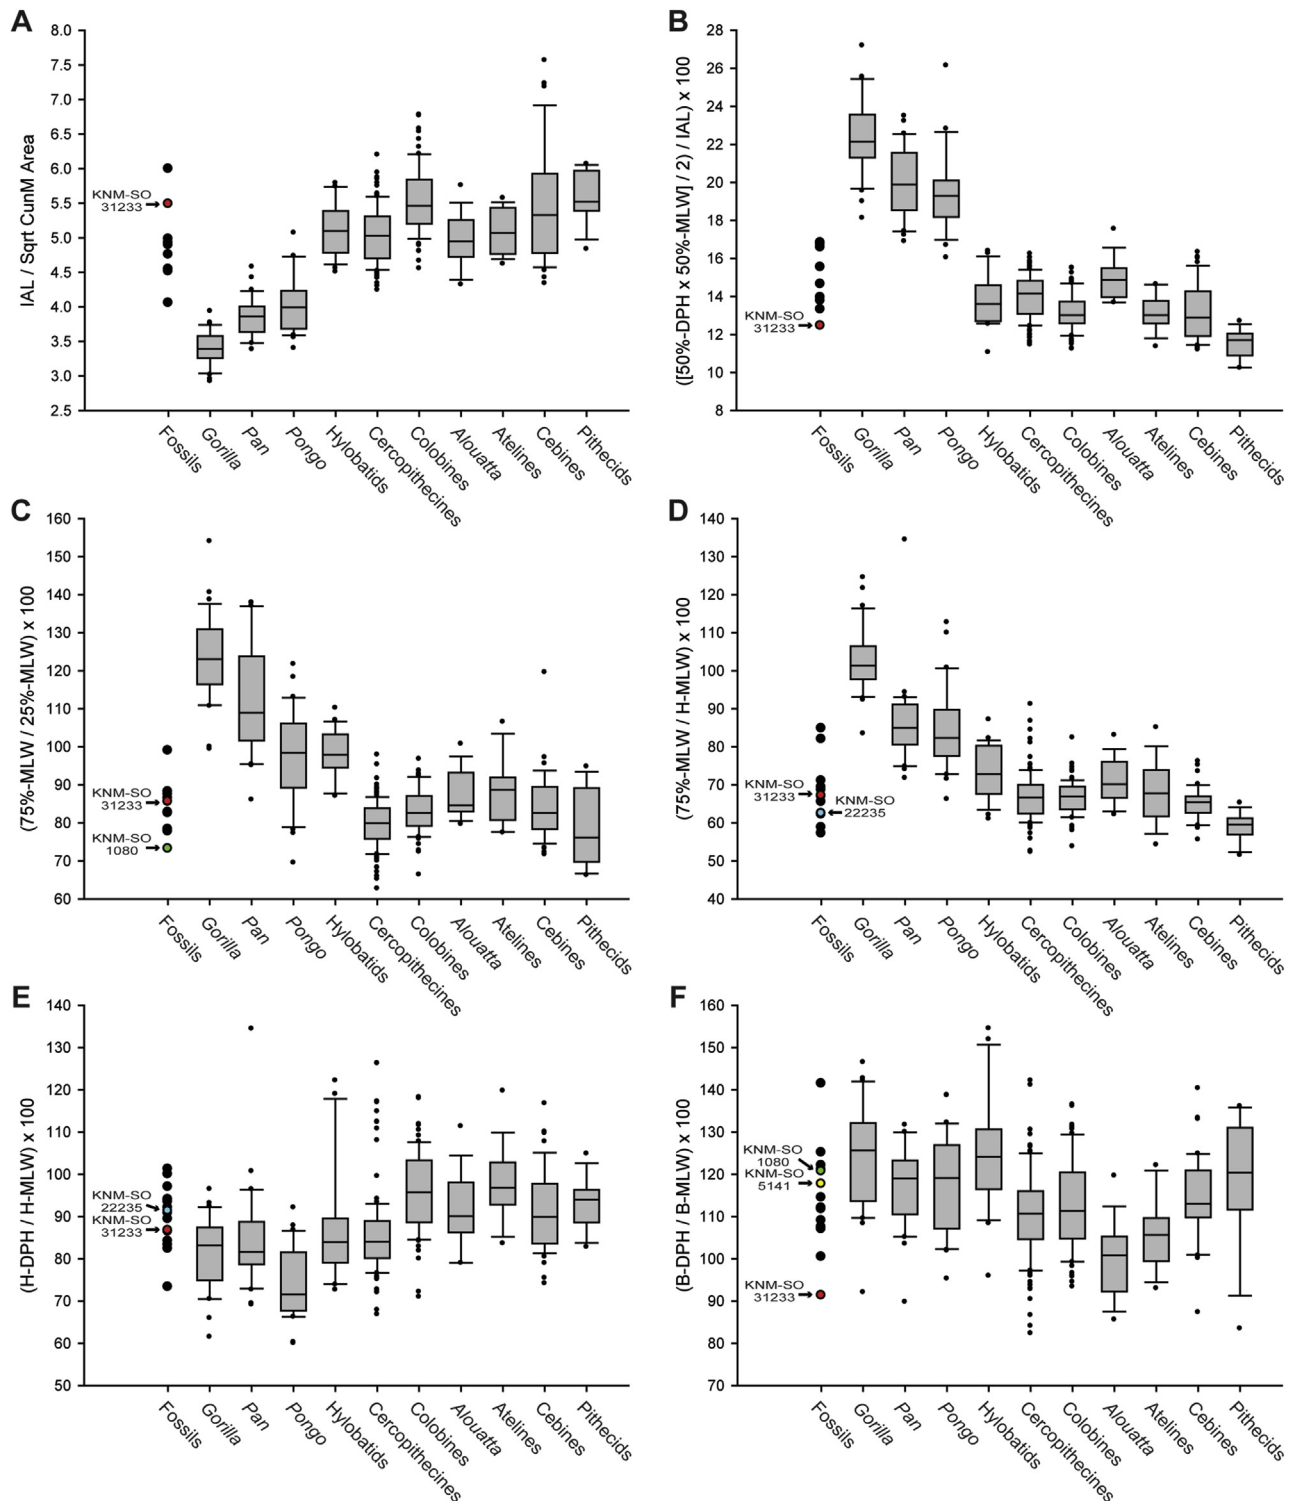 A
IAL / Sqrt CunM Area
8.0
7.5
7.0
6.5
6.0
5.5
5.0
4.5
4.0
3.5
3.0
2.5
KNM-SO
31233
Fossils
Gorilla
Pan
Pongo
Hylobatids
Cercopithecines
Colobines
Alouatta
Atelines
Cebines
Pithecids
B
([50%-DPH x 50%-MLW] / 2) / IAL) x 100
28
26
24
22
20
18
16
14
12
10
8
KNM-SO
31233
Fossils
Gorilla
Pan
Pongo
Hylobatids
Cercopithecines
Colobines
Alouatta
Atelines
Cebines
Pithecids
C
(75%-MLW / 25%-MLW) x 100
160
150
140
130
120
110
100
90
80
70
60
KNM-SO
31233
KNM-SO
1080
Fossils
Gorilla
Pan
Pongo
Hylobatids
Cercopithecines
Colobines
Alouatta
Atelines
Cebines
Pithecids
D
(75%-MLW / H-MLW) x 100
140
130
120
110
100
90
80
70
60
50
40
KNM-SO
31233
KNM-SO
22235
Fossils
Gorilla
Pan
Pongo
Hylobatids
Cercopithecines
Colobines
Alouatta
Atelines
Cebines
Pithecids
E
(H-DPH / H-MLW) x 100
140
130
120
110
100
90
80
70
60
50
KNM-SO
22235
KNM-SO
31233
Fossils
Gorilla
Pan
Pongo
Hylobatids
Cercopithecines
Colobines
Alouatta
Atelines
Cebines
Pithecids
F
(B-DPH / B-MLW) x 100
160
150
140
130
120
110
100
90
80
70
KNM-SO
1080
KNM-SO
5141
KNM-SO
31233
Fossils
Gorilla
Pan
Pongo
Hylobatids
Cercopithecines
Colobines
Alouatta
Atelines
Cebines
Pithecids